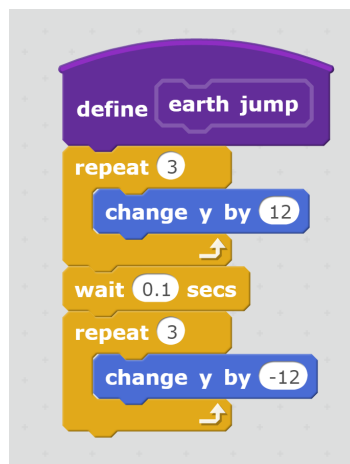 define earth jump
repeat 3
change y by 12
wait 0.1 secs
repeat 3
change y by -12